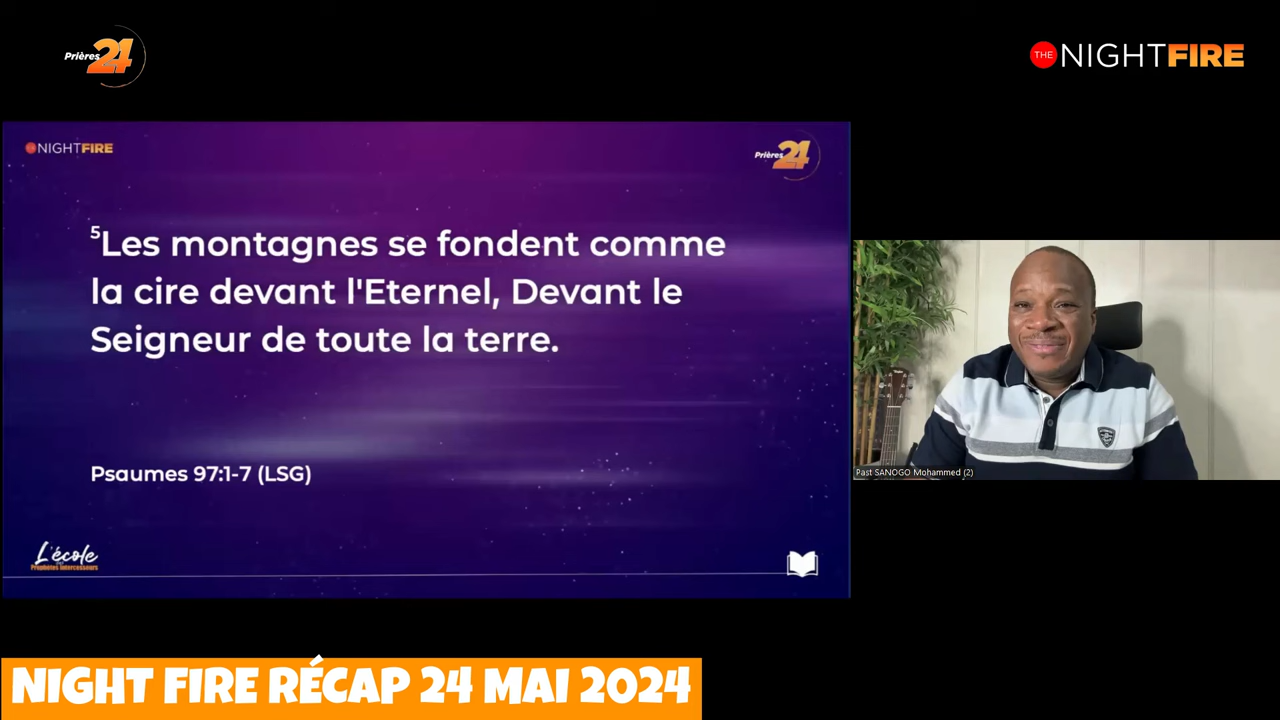 Prières 24
THE NIGHTFIRE
NIGHTFIRE
Prières 24
⁵Les montagnes se fondent comme
la cire devant l'Eternel, Devant le
Seigneur de toute la terre.
Psaumes 97:1-7 (LSG)
L'école
Prophètes Intercesseurs
Past SANOGO Mohammed (2)
NIGHT FIRE RÉCAP 24 MAI 2024